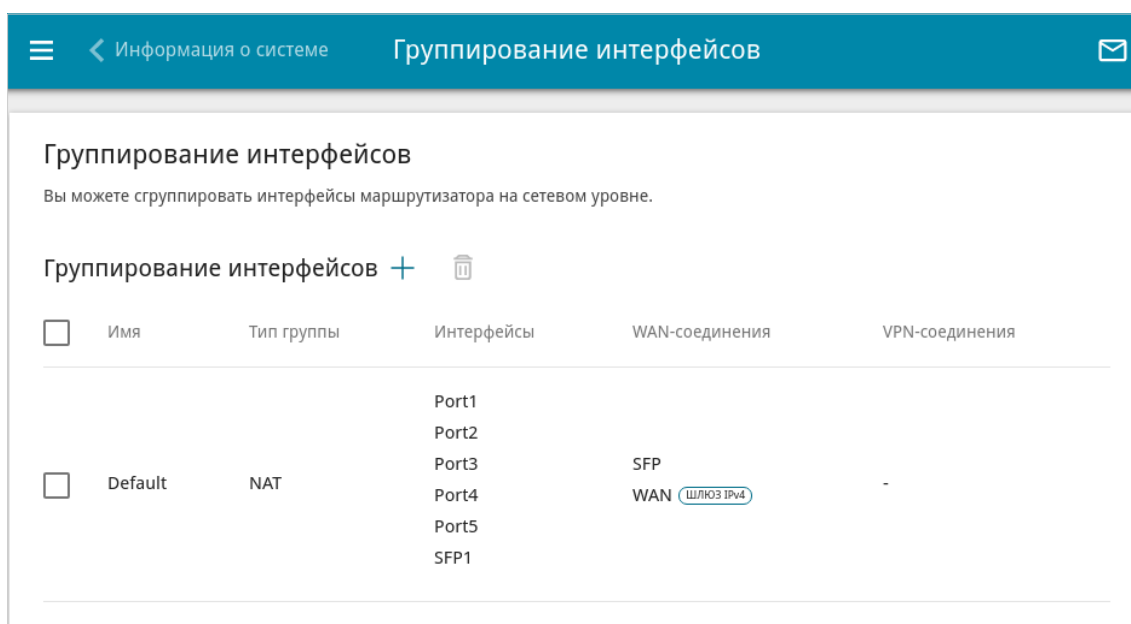 Информация о системе Группирование интерфейсов
Группирование интерфейсов
Вы можете сгруппировать интерфейсы маршрутизатора на сетевом уровне.
Группирование интерфейсов
Имя Тип группы Интерфейсы WAN-соединения VPN-соединения
Port1
Port2
Port3 SFP
Default NAT -
Port4 WAN ШЛЮЗ IPv4
Port5
SFP1